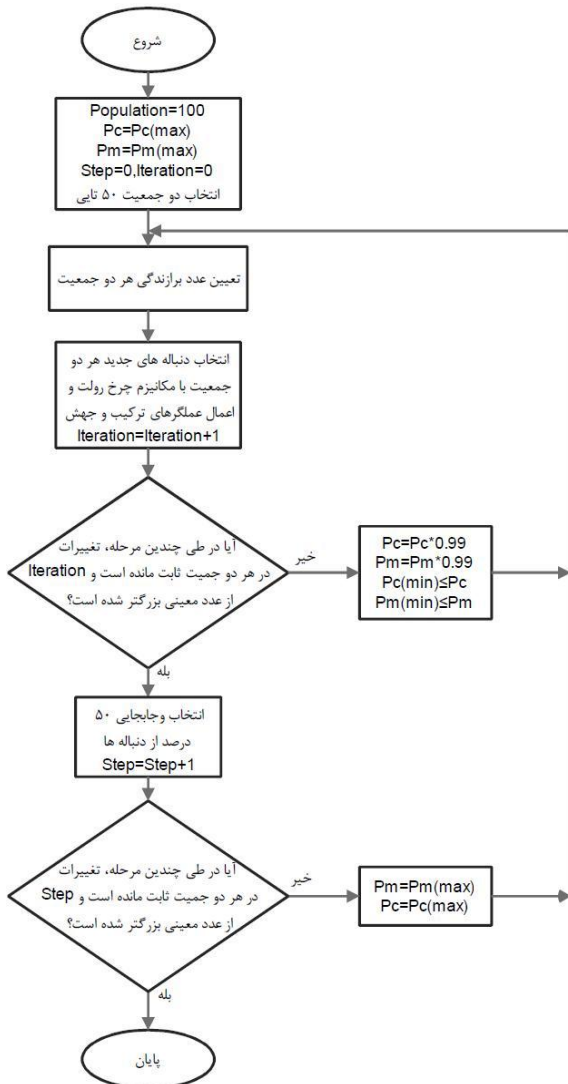 شروع
Population=100
Pc=Pc(max)
Pm=Pm(max)
Step=0,Iteration=0
انتخاب دو جمعیت ۵۰ تایی
تعیین عدد برازندگی هر دو جمعیت
انتخاب دنباله های جدید هر دو
جمعیت با مکانیزم چرخ رولت و
اعمال عملگرهای ترکیب و جهش
Iteration=Iteration+1
آیا در طی چندین مرحله، تغییرات
در هر دو جمیت ثابت مانده است و Iteration
از عدد معینی بزرگتر شده است؟
خیر
Pc=Pc*0.99
Pm=Pm*0.99
Pc(min)≤Pc
Pm(min)≤Pm
بله
انتخاب وجابجایی ۵۰
درصد از دنباله ها
Step=Step+1
آیا در طی چندین مرحله، تغییرات
در هر دو جمیت ثابت مانده است و Step
از عدد معینی بزرگتر شده است؟
خیر
Pm=Pm(max)
Pc=Pc(max)
بله
پایان